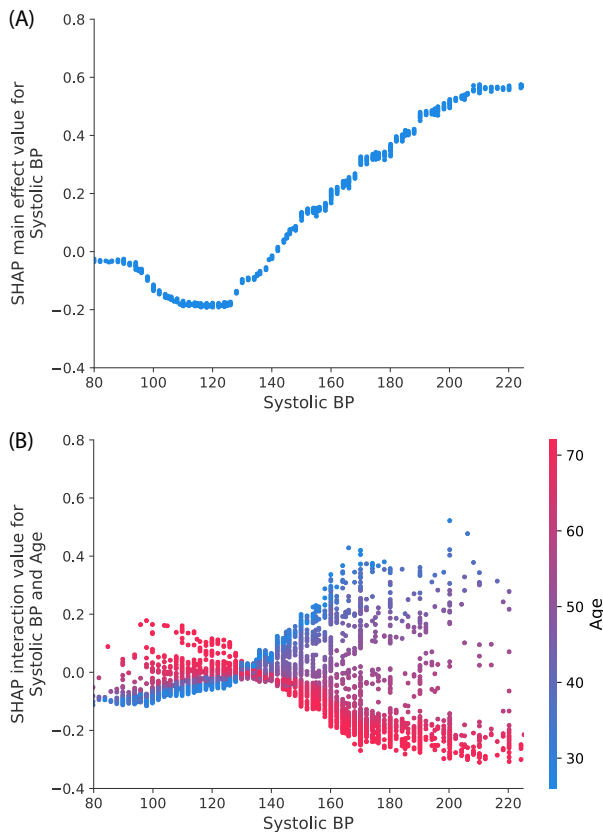 (A)
0.8
0.6
0.4
0.2
0.0
−0.2
−0.4
SHAP main effect value for
Systolic BP
80 100 120 140 160 180 200 220
Systolic BP
(B)
0.8
0.6
0.4
0.2
0.0
−0.2
−0.4
SHAP interaction value for
Systolic BP and Age
80 100 120 140 160 180 200 220
Systolic BP
70
60
50
40
30
Age